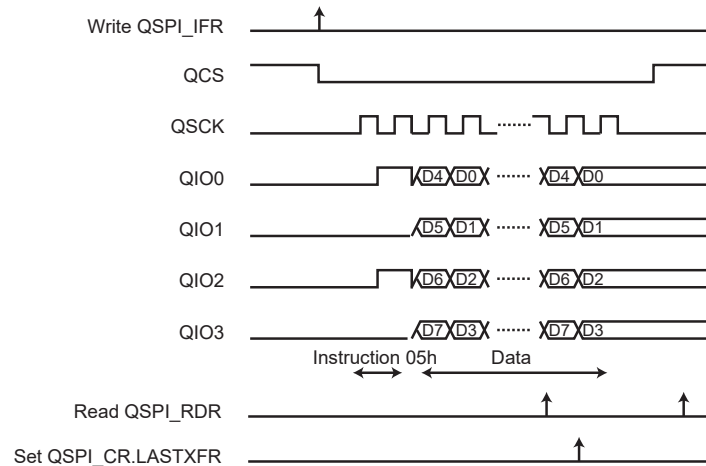 Write QSPI_IFR
QCS
QSCK
QIO0 D4 D0 D4 D0
QIO1 D5 D1 D5 D1
QIO2 D6 D2 D6 D2
QIO3 D7 D3 D7 D3
Instruction 05h Data
Read QSPI_RDR
Set QSPI_CR.LASTXFR